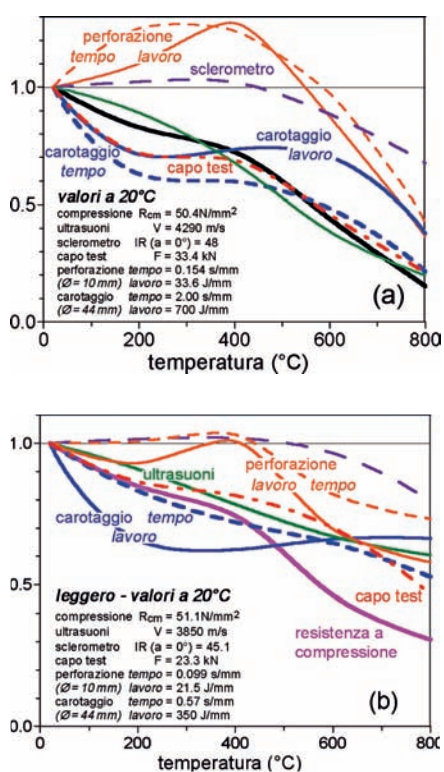 perforazione
tempo lavoro
sclerometro
1.0
carotaggio
lavoro
carotaggio
tempo
capo test
0.5
valori a 20°C
compressione Rcm = 50.4N/mm²
ultrasuoni V = 4290 m/s
sclerometro IR (a = 0°) = 48
capo test F = 33.4 kN
perforazione tempo = 0.154 s/mm
(Ø = 10 mm) lavoro = 33.6 J/mm
carotaggio tempo = 2.00 s/mm
(Ø = 44 mm) lavoro = 700 J/mm
(a)
0.0
0 200 400 600 800
temperatura (°C)
1.0
ultrasuoni
perforazione
lavoro tempo
carotaggio tempo
lavoro
capo test
0.5
leggero - valori a 20°C
compressione Rcm = 51.1N/mm²
ultrasuoni V = 3850 m/s
sclerometro IR (a = 0°) = 45.1
capo test F = 23.3 kN
perforazione tempo = 0.099 s/mm
(Ø = 10 mm) lavoro = 21.5 J/mm
carotaggio tempo = 0.57 s/mm
(Ø = 44 mm) lavoro = 350 J/mm
resistenza a
compressione
(b)
0
0 200 400 600 800
temperatura (°C)